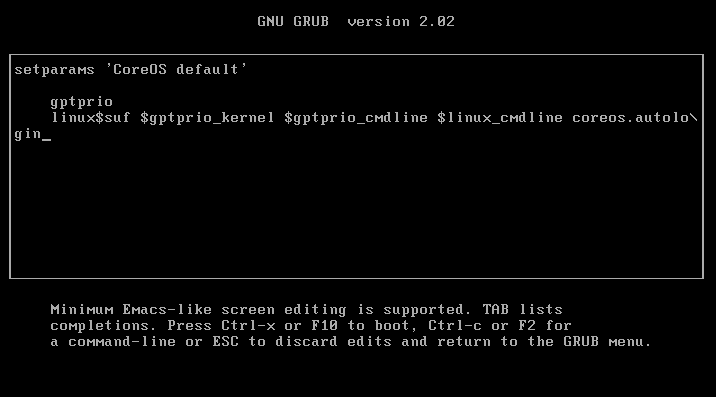 GNU GRUB  version 2.02
setparams 'CoreOS default'
gptprio
linux$suf $gptprio_kernel $gptprio_cmdline $linux_cmdline coreos.autolo\
gin_
Minimum Emacs-like screen editing is supported. TAB lists
completions. Press Ctrl-x or F10 to boot, Ctrl-c or F2 for
a command-line or ESC to discard edits and return to the GRUB menu.